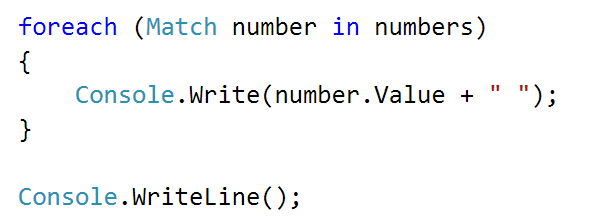 foreach (Match number in numbers)
{
    Console.Write(number.Value + " ");
}

Console.WriteLine();